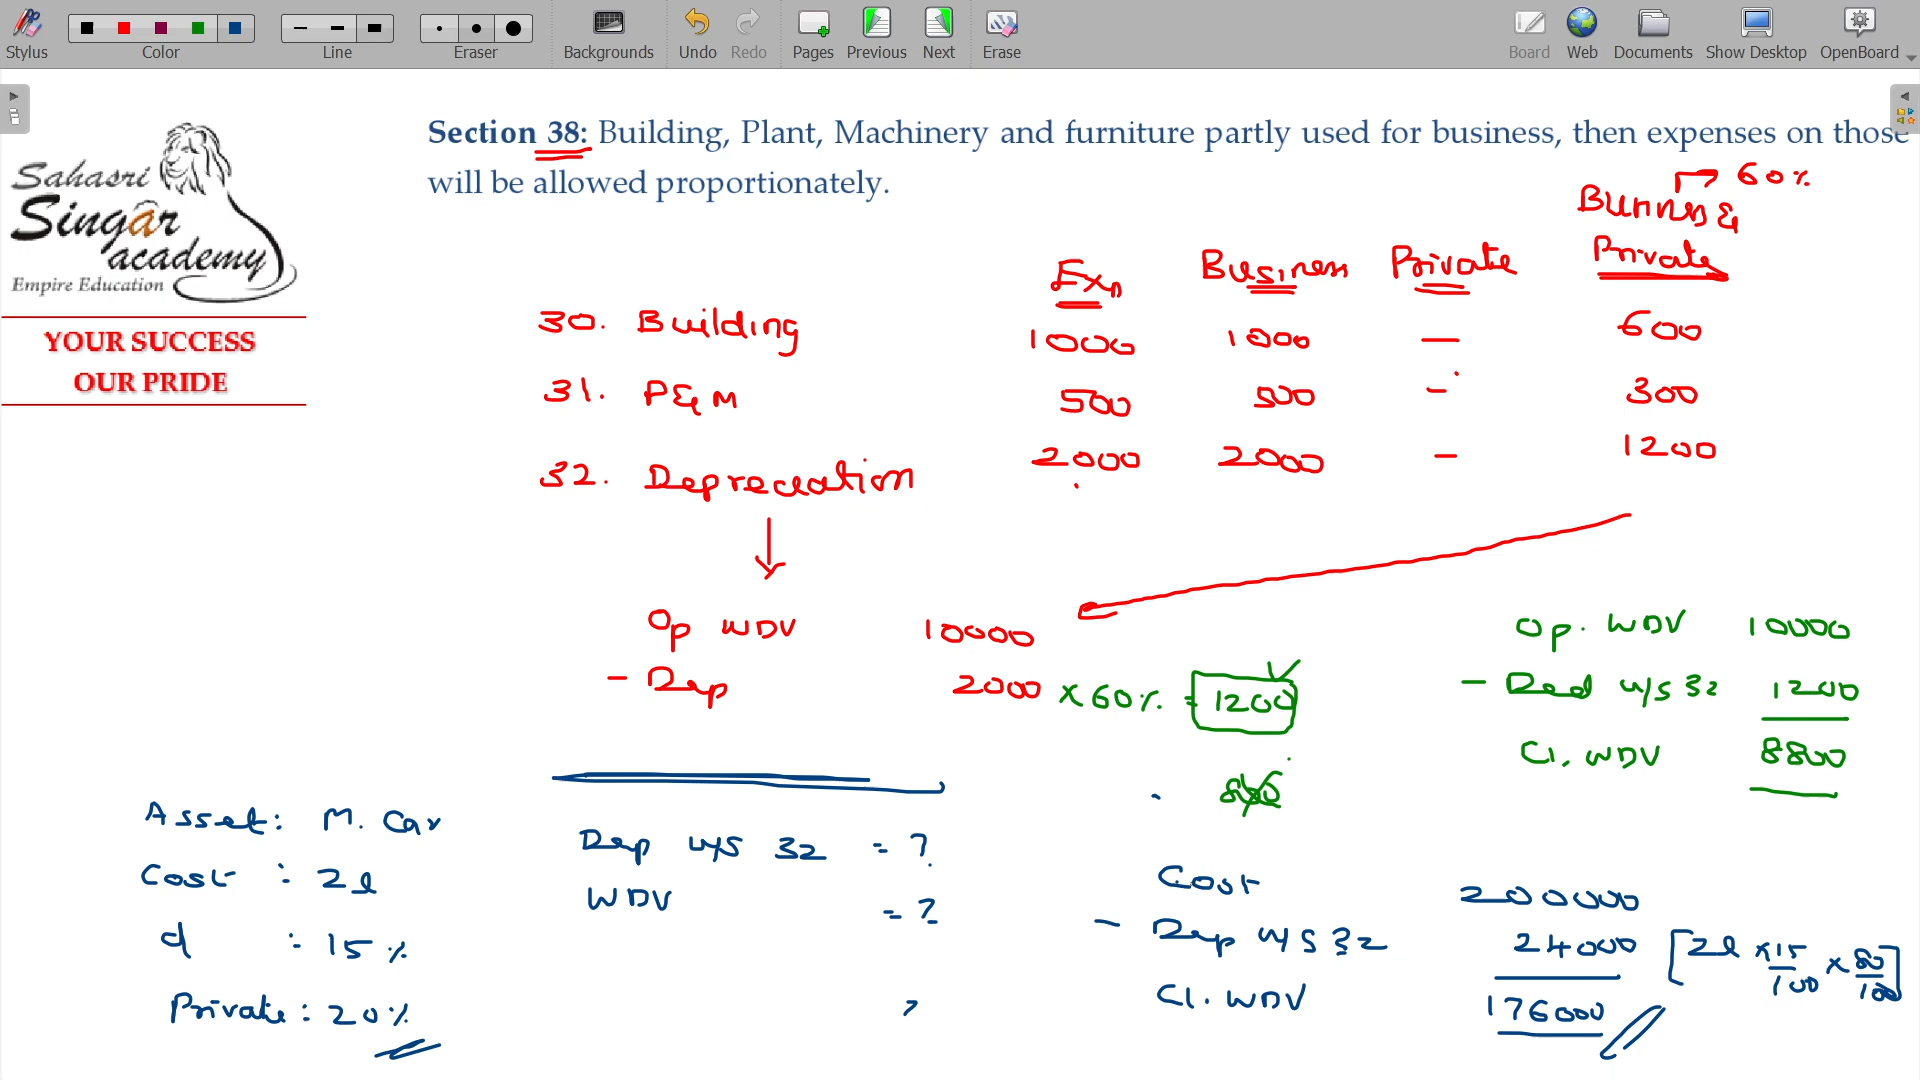 Stylus
Color
Line
Eraser
Backgrounds
Undo
Redo
Pages
Previous
Next
Erase
Board
Web
Documents
Show Desktop
OpenBoard
Sahasri
Singar
academy
Empire Education
YOUR SUCCESS
OUR PRIDE
Section 38: Building, Plant, Machinery and furniture partly used for business, then expenses on those
will be allowed proportionately.
60%
Exp Business Private Business & Private
30. Building 1000 1000 — 600
31. P&M 500 500 - 300
32. Depreciation 2000 2000 - 1200
Op WDV 10000
- Dep 2000 × 60% = 1200
Op. WDV 10000
- Ded u/s 32 1200
Cl. WDV 8800
Asset: M. Car
Cost : 2l
d : 15%
Private : 20%
Dep u/s 32 = ?
WDV = ?
Cost 200000
- Dep u/s 32 24000 [2l × 15/100 × 80/100]
Cl. WDV 176000